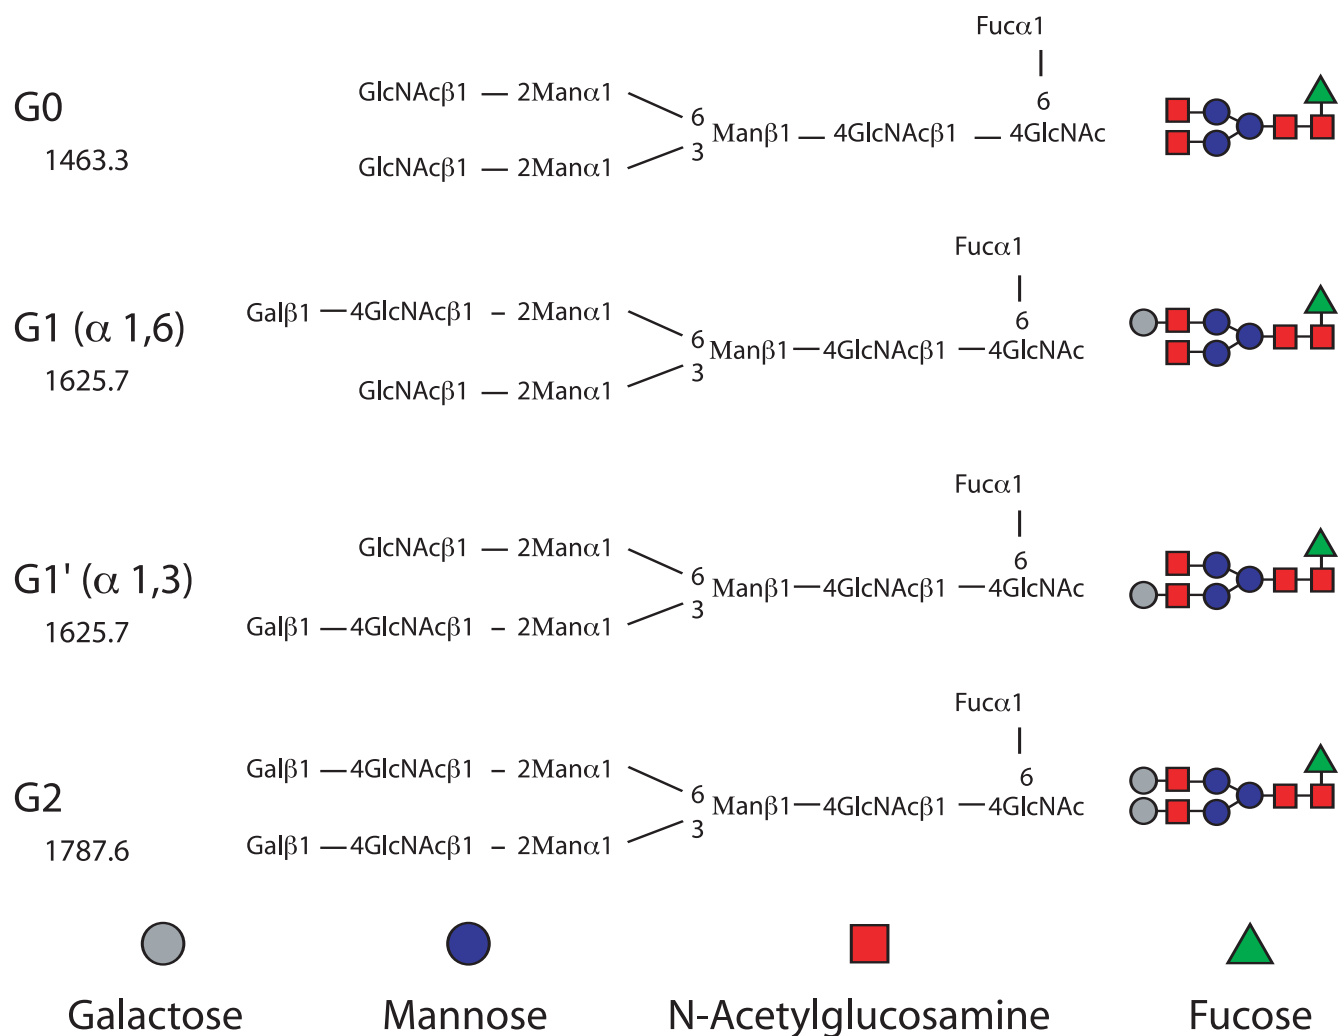 Fucα1
G0
GlcNAcβ1 — 2Manα1
6
6
Manβ1 — 4GlcNAcβ1 — 4GlcNAc
3
1463.3
GlcNAcβ1 — 2Manα1
Fucα1
G1 (α 1,6)
Galβ1 — 4GlcNAcβ1 – 2Manα1
6
6
Manβ1 — 4GlcNAcβ1 — 4GlcNAc
3
1625.7
GlcNAcβ1 — 2Manα1
Fucα1
GlcNAcβ1 — 2Manα1
6
G1' (α 1,3)
6
Manβ1 — 4GlcNAcβ1 — 4GlcNAc
3
1625.7
Galβ1 — 4GlcNAcβ1 – 2Manα1
Fucα1
Galβ1 — 4GlcNAcβ1 – 2Manα1
6
G2
6
Manβ1 — 4GlcNAcβ1 — 4GlcNAc
3
1787.6
Galβ1 — 4GlcNAcβ1 – 2Manα1
Galactose
Mannose
N-Acetylglucosamine
Fucose